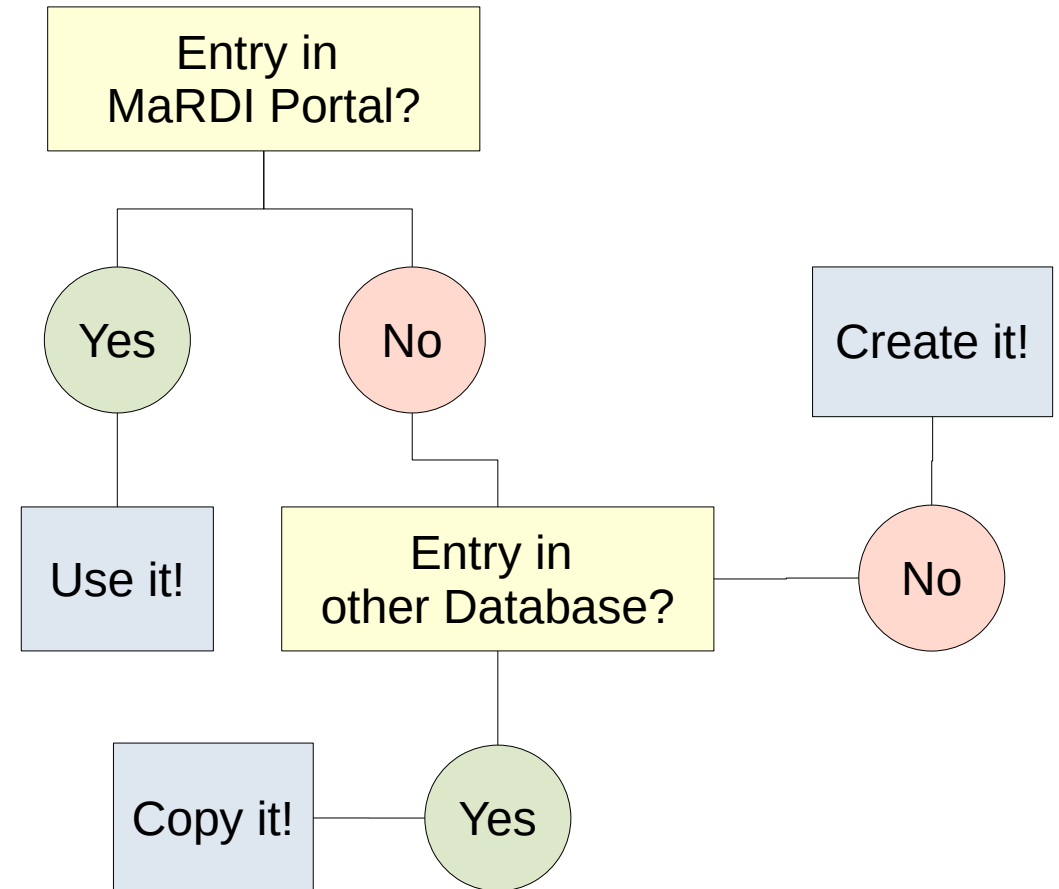 Entry in
MaRDI Portal?
Yes
No
Create it!
Use it!
Entry in
other Database?
No
Copy it!
Yes